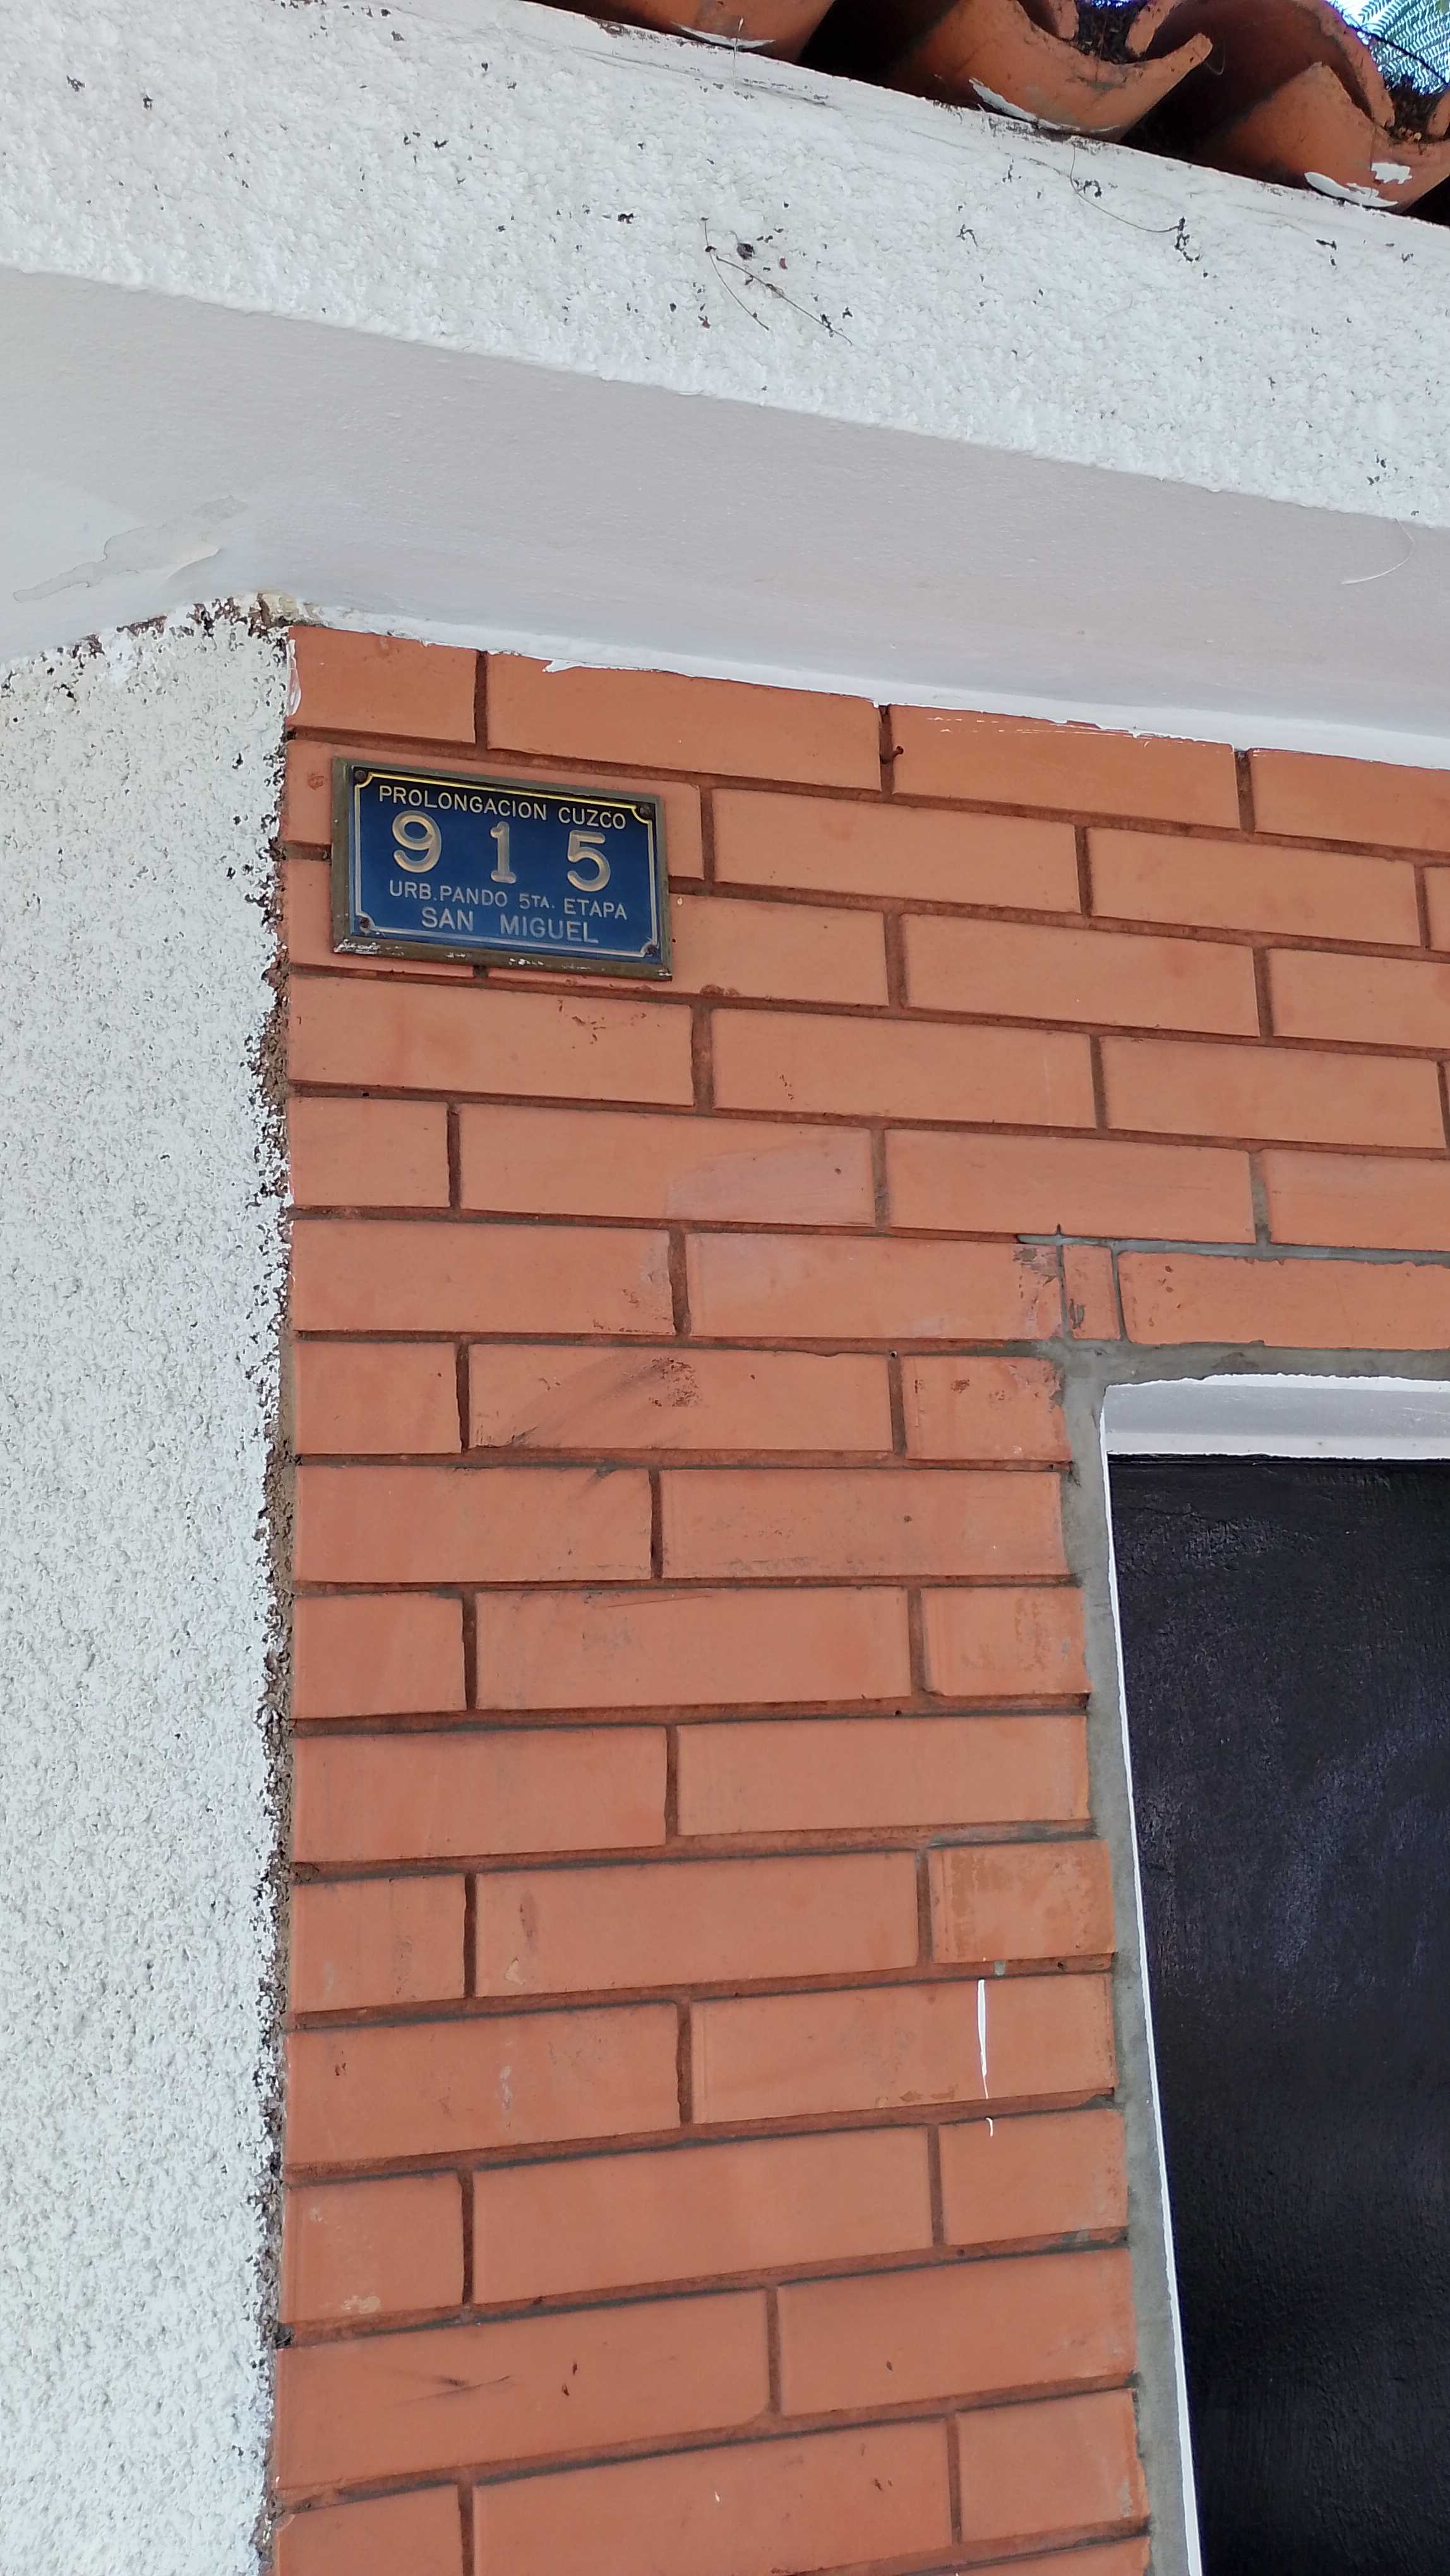 PROLONGACION CUZCO
915
URB. PANDO 5TA. ETAPA
SAN MIGUEL